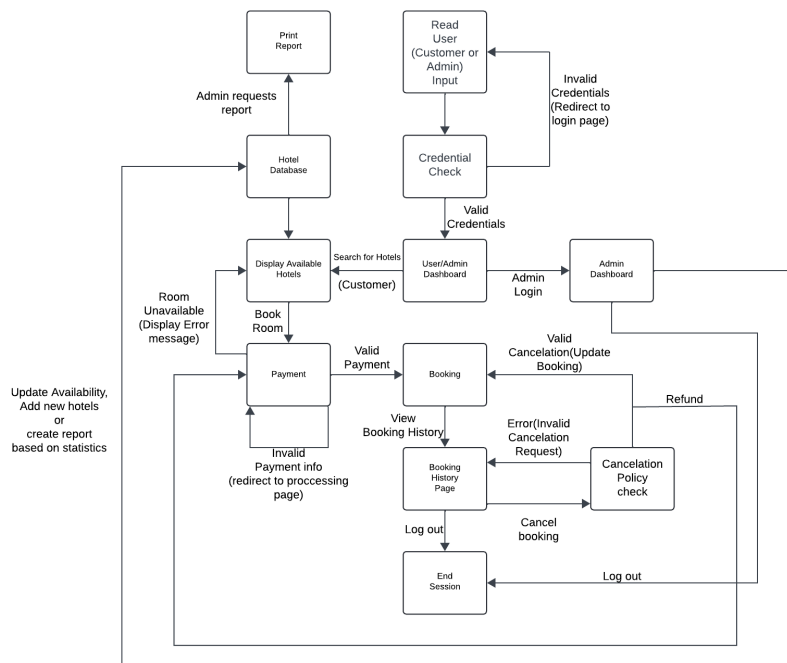 Print
Report
Read
User
(Customer or
Admin)
Input
Invalid
Credentials
(Redirect to
login page)
Admin requests
report
Hotel
Database
Credential
Check
Valid
Credentials
Display Available
Hotels
Search for Hotels
(Customer)
User/Admin
Dashboard
Admin
Login
Admin
Dashboard
Room
Unavailable
(Display Error
message)
Book
Room
Payment
Valid
Payment
Booking
Valid
Cancelation(Update
Booking)
Refund
Update Availability,
Add new hotels
or
create report
based on statistics
Invalid
Payment info
(redirect to proccessing
page)
View
Booking History
Error(Invalid
Cancelation
Request)
Booking
History
Page
Cancelation
Policy
check
Cancel
booking
Log out
End
Session
Log out